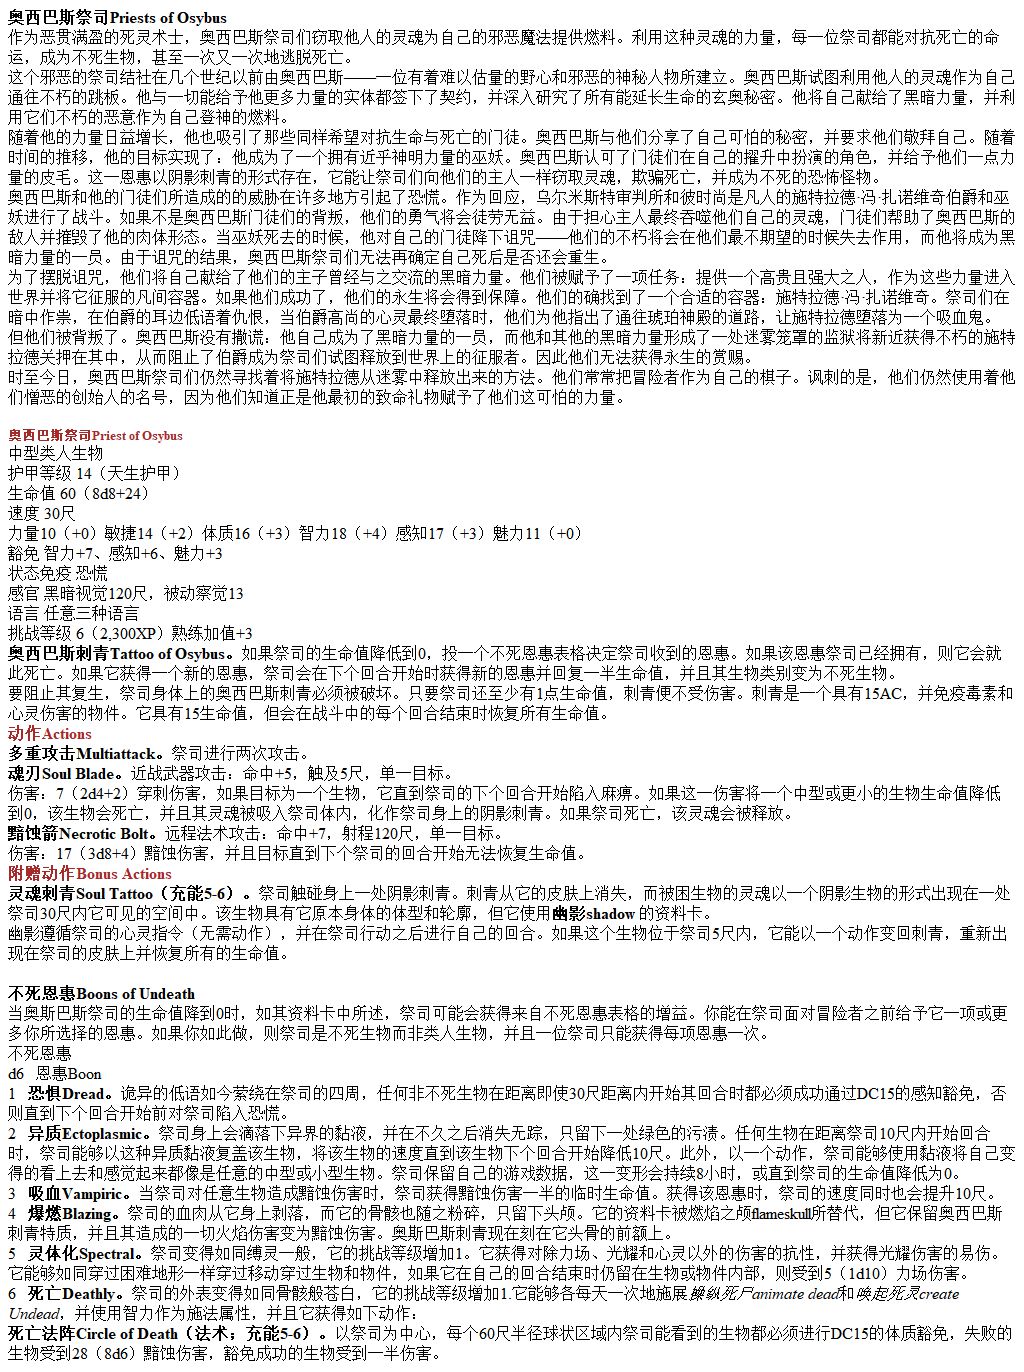 奥西巴斯祭司Priests of Osybus
作为恶贯满盈的死灵术士，奥西巴斯祭司们窃取他人的灵魂为自己的邪恶魔法提供燃料。利用这种灵魂的力量，每一位祭司都能对抗死亡的命
运，成为不死生物，甚至一次又一次地逃脱死亡。
这个邪恶的祭司结社在几个世纪以前由奥西巴斯——一位有着难以估量的野心和邪恶的神秘人物所建立。奥西巴斯试图利用他人的灵魂作为自己
通往不朽的跳板。他与一切能给予他更多力量的实体都签下了契约，并深入研究了所有能延长生命的玄奥秘密。他将自己献给了黑暗力量，并利
用它们不朽的恶意作为自己登神的燃料。
随着他的力量日益增长，他也吸引了那些同样希望对抗生命与死亡的门徒。奥西巴斯与他们分享了自己可怕的秘密，并要求他们敬拜自己。随着
时间的推移，他的目标实现了：他成为了一个拥有近乎神明力量的巫妖。奥西巴斯认可了门徒们在自己的擢升中扮演的角色，并给予他们一点力
量的皮毛。这一恩惠以阴影刺青的形式存在，它能让祭司们向他们的主人一样窃取灵魂，欺骗死亡，并成为不死的恐怖怪物。
奥西巴斯和他的门徒们所造成的的威胁在许多地方引起了恐慌。作为回应，乌尔米斯特审判所和彼时尚是凡人的施特拉德·冯·扎诺维奇伯爵和巫
妖进行了战斗。如果不是奥西巴斯门徒们的背叛，他们的勇气将会徒劳无益。由于担心主人最终吞噬他们自己的灵魂，门徒们帮助了奥西巴斯的
敌人并摧毁了他的肉体形态。当巫妖死去的时候，他对自己的门徒降下诅咒——他们的不朽将会在他们最不期望的时候失去作用，而他将成为黑
暗力量的一员。由于诅咒的结果，奥西巴斯祭司们无法再确定自己死后是否还会重生。
为了摆脱诅咒，他们将自己献给了他们的主子曾经与之交流的黑暗力量。他们被赋予了一项任务：提供一个高贵且强大之人，作为这些力量进入
世界并将它征服的凡间容器。如果他们成功了，他们的永生将会得到保障。他们的确找到了一个合适的容器：施特拉德·冯·扎诺维奇。祭司们在
暗中作祟，在伯爵的耳边低语着仇恨，当伯爵高尚的心灵最终堕落时，他们为他指出了通往琥珀神殿的道路，让施特拉德堕落为一个吸血鬼。
但他们被背叛了。奥西巴斯没有撒谎：他自己成为了黑暗力量的一员，而他和其他的黑暗力量形成了一处迷雾笼罩的监狱将新近获得不朽的施特
拉德关押在其中，从而阻止了伯爵成为祭司们试图释放到世界上的征服者。因此他们无法获得永生的赏赐。
时至今日，奥西巴斯祭司们仍然寻找着将施特拉德从迷雾中释放出来的方法。他们常常把冒险者作为自己的棋子。讽刺的是，他们仍然使用着他
们憎恶的创始人的名号，因为他们知道正是他最初的致命礼物赋予了他们这可怕的力量。
奥西巴斯祭司Priest of Osybus
中型类人生物
护甲等级 14（天生护甲）
生命值 60（8d8+24）
速度 30尺
力量10（+0）敏捷14（+2）体质16（+3）智力18（+4）感知17（+3）魅力11（+0）
豁免 智力+7、感知+6、魅力+3
状态免疫 恐慌
感官 黑暗视觉120尺，被动察觉13
语言 任意三种语言
挑战等级 6（2,300XP）熟练加值+3
奥西巴斯刺青Tattoo of Osybus。如果祭司的生命值降低到0，投一个不死恩惠表格决定祭司收到的恩惠。如果该恩惠祭司已经拥有，则它会就
此死亡。如果它获得一个新的恩惠，祭司会在下个回合开始时获得新的恩惠并回复一半生命值，并且其生物类别变为不死生物。
要阻止其复生，祭司身体上的奥西巴斯刺青必须被破坏。只要祭司还至少有1点生命值，刺青便不受伤害。刺青是一个具有15AC，并免疫毒素和
心灵伤害的物件。它具有15生命值，但会在战斗中的每个回合结束时恢复所有生命值。
动作Actions
多重攻击Multiattack。祭司进行两次攻击。
魂刃Soul Blade。近战武器攻击：命中+5，触及5尺，单一目标。
伤害：7（2d4+2）穿刺伤害，如果目标为一个生物，它直到祭司的下个回合开始陷入麻痹。如果这一伤害将一个中型或更小的生物生命值降低
到0，该生物会死亡，并且其灵魂被吸入祭司体内，化作祭司身上的阴影刺青。如果祭司死亡，该灵魂会被释放。
黯蚀箭Necrotic Bolt。远程法术攻击：命中+7，射程120尺，单一目标。
伤害：17（3d8+4）黯蚀伤害，并且目标直到下个祭司的回合开始无法恢复生命值。
附赠动作Bonus Actions
灵魂刺青Soul Tattoo（充能5-6）。祭司触碰身上一处阴影刺青。刺青从它的皮肤上消失，而被困生物的灵魂以一个阴影生物的形式出现在一处
祭司30尺内它可见的空间中。该生物具有它原本身体的体型和轮廓，但它使用幽影shadow 的资料卡。
幽影遵循祭司的心灵指令（无需动作），并在祭司行动之后进行自己的回合。如果这个生物位于祭司5尺内，它能以一个动作变回刺青，重新出
现在祭司的皮肤上并恢复所有的生命值。
不死恩惠Boons of Undeath
当奥斯巴斯祭司的生命值降到0时，如其资料卡中所述，祭司可能会获得来自不死恩惠表格的增益。你能在祭司面对冒险者之前给予它一项或更
多你所选择的恩惠。如果你如此做，则祭司是不死生物而非类人生物，并且一位祭司只能获得每项恩惠一次。
不死恩惠
d6 恩惠Boon
1 恐惧Dread。诡异的低语如今萦绕在祭司的四周，任何非不死生物在距离即使30尺距离内开始其回合时都必须成功通过DC15的感知豁免，否
则直到下个回合开始前对祭司陷入恐慌。
2 异质Ectoplasmic。祭司身上会滴落下异界的黏液，并在不久之后消失无踪，只留下一处绿色的污渍。任何生物在距离祭司10尺内开始回合
时，祭司能够以这种异质黏液复盖该生物，将该生物的速度直到该生物下个回合开始降低10尺。此外，以一个动作，祭司能够使用黏液将自己变
得的看上去和感觉起来都像是任意的中型或小型生物。祭司保留自己的游戏数据，这一变形会持续8小时，或直到祭司的生命值降低为0。
3 吸血Vampiric。当祭司对任意生物造成黯蚀伤害时，祭司获得黯蚀伤害一半的临时生命值。获得该恩惠时，祭司的速度同时也会提升10尺。
4 爆燃Blazing。祭司的血肉从它身上剥落，而它的骨骸也随之粉碎，只留下头颅。它的资料卡被燃焰之颅flameskull所替代，但它保留奥西巴斯
刺青特质，并且其造成的一切火焰伤害变为黯蚀伤害。奥斯巴斯刺青现在刻在它头骨的前额上。
5 灵体化Spectral。祭司变得如同缚灵一般，它的挑战等级增加1。它获得对除力场、光耀和心灵以外的伤害的抗性，并获得光耀伤害的易伤。
它能够如同穿过困难地形一样穿过移动穿过生物和物件，如果它在自己的回合结束时仍留在生物或物件内部，则受到5（1d10）力场伤害。
6 死亡Deathly。祭司的外表变得如同骨骸般苍白，它的挑战等级增加1.它能够各每天一次地施展操纵死尸animate dead和唤起死灵create
Undead，并使用智力作为施法属性，并且它获得如下动作：
死亡法阵Circle of Death（法术；充能5-6）。以祭司为中心，每个60尺半径球状区域内祭司能看到的生物都必须进行DC15的体质豁免，失败的
生物受到28（8d6）黯蚀伤害，豁免成功的生物受到一半伤害。